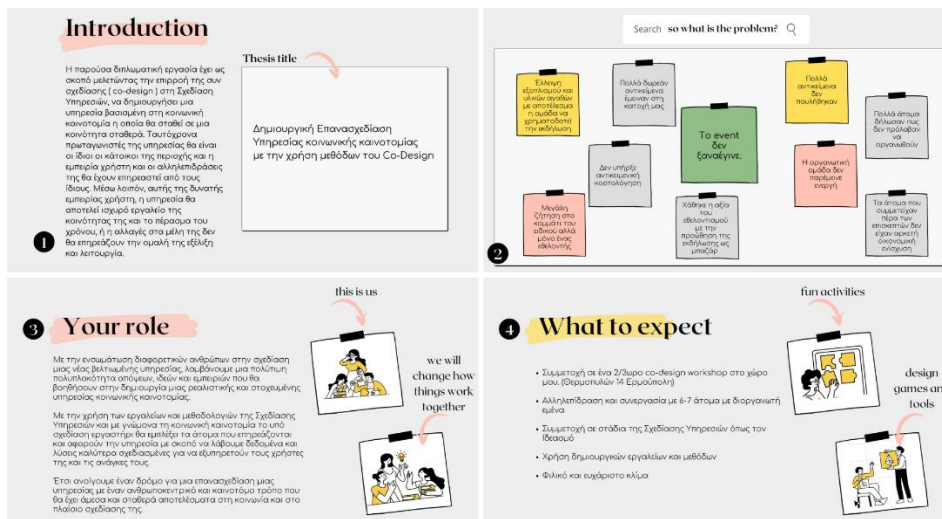 Introduction
Thesis title
Η παρούσα διπλωματική εργασία έχει ως
σκοπό μελετώντας την επιρροή της συν
σχεδίασης ( co-design ) στη Σχεδίαση
Υπηρεσιών, να δημιουργήσει μια
υπηρεσία βασισμένη στη κοινωνική
καινοτομία η οποία θα σταθεί σε μια
κοινότητα σταθερά. Ταυτόχρονα
πρωταγωνιστές της υπηρεσίας θα είναι
οι ίδιοι οι κάτοικοι της περιοχής και η
εμπειρία χρήστη και οι αλληλεπιδράσεις
της θα έχουν επηρεαστεί από τους
ίδιους. Μέσω λοιπόν, αυτής της δυνατής
εμπειρίας χρήστη, η υπηρεσία θα
αποτελεί ισχυρό εργαλείο της
κοινότητας της και το πέρασμα του
χρόνου, ή η αλλαγές στα μέλη της δεν
θα επηρεάζουν την ομαλή της εξέλιξη
και λειτουργία.
Δημιουργική Επανασχεδίαση
Υπηρεσίας κοινωνικής καινοτομίας
με την χρήση μεθόδων του Co-Design
1
Search so what is the problem?
Έλλειψη
εξοπλισμού και
υλικών αγαθών
με αποτέλεσμα
η ομάδα να
χρηματοδοτεί
την εκδήλωση.
Πολλά δωρεάν
αντικείμενα
έμειναν στη
κατοχή μας
Το event
δεν
ξαναέγινε.
Πολλά
αντικείμενα
δεν
πουλήθηκαν
Πολλά άτομα
δήλωσαν πως
δεν πρόλαβαν
να
οργανωθούν
Δεν υπήρξε
αντικειμενική
κοστολόγηση
Η οργανωτική
ομάδα δεν
παρέμεινε
ενεργή
Μεγάλη
ζήτηση στο
κομμάτι του
ειδικού αλλά
μόνο ένας
εθελοντής
Χάθηκε η αξία
του
εθελοντισμού
με την
προώθηση της
εκδήλωσης ως
μπαζάρ
Τα άτομα που
συμμετείχαν
πέρα των
επισκεπτών δεν
είχαν αρκετή
οικονομική
ενίσχυση
2
3 Your role
this is us
Με την ενσωμάτωση διαφορετικών ανθρώπων στην σχεδίαση
μιας νέας βελτιωμένης υπηρεσίας, λαμβάνουμε μια πολύτιμη
πολυπλοκότητα απόψεων, ιδεών και εμπειριών που θα
βοηθήσουν στην δημιουργία μιας ρεαλιστικής και στοχευμένης
υπηρεσίας κοινωνικής καινοτομίας.
Με την χρήση των εργαλείων και μεθοδολογιών της Σχεδίασης
Υπηρεσιών και με γνώμονα τη κοινωνική καινοτομία το υπό
σχεδίαση εργαστήρι θα εμπλέξει τα άτομα που επηρεάζονται
και αφορούν την υπηρεσία με σκοπό να λάβουμε δεδομένα και
λύσεις καλύτερα σχεδιασμένες για να εξυπηρετούν τους χρήστες
της και τις ανάγκες τους.
Έτσι ανοίγουμε έναν δρόμο για μια επανασχεδίαση μιας
υπηρεσίας με έναν ανθρωποκεντρικό και καινοτόμο τρόπο που
θα έχει άμεσα και σταθερά αποτελέσματα στη κοινωνία και στο
πλαίσιο σχεδίασης της.
we will
change how
things work
together
4 What to expect
fun activities
• Συμμετοχή σε ένα 2/3ωρο co-design workshop στο χώρο
μου. (Θερμοπυλών 14 Ερμούπολη)
• Αλληλεπίδραση και συνεργασία με 6-7 άτομα με διοργανωτή
εμένα
• Συμμετοχή σε στάδια της Σχεδίασης Υπηρεσιών όπως τον
Ιδεασμό
• Χρήση δημιουργικών εργαλείων και μεθόδων
• Φιλικό και ευχάριστο κλίμα
design
games an
tools